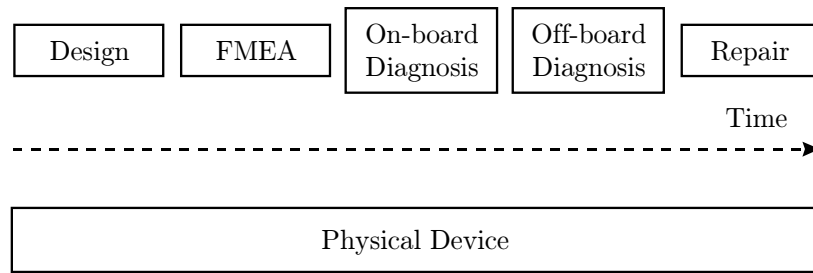 Design
FMEA
On-board
Diagnosis
Off-board
Diagnosis
Repair
Time
Physical Device